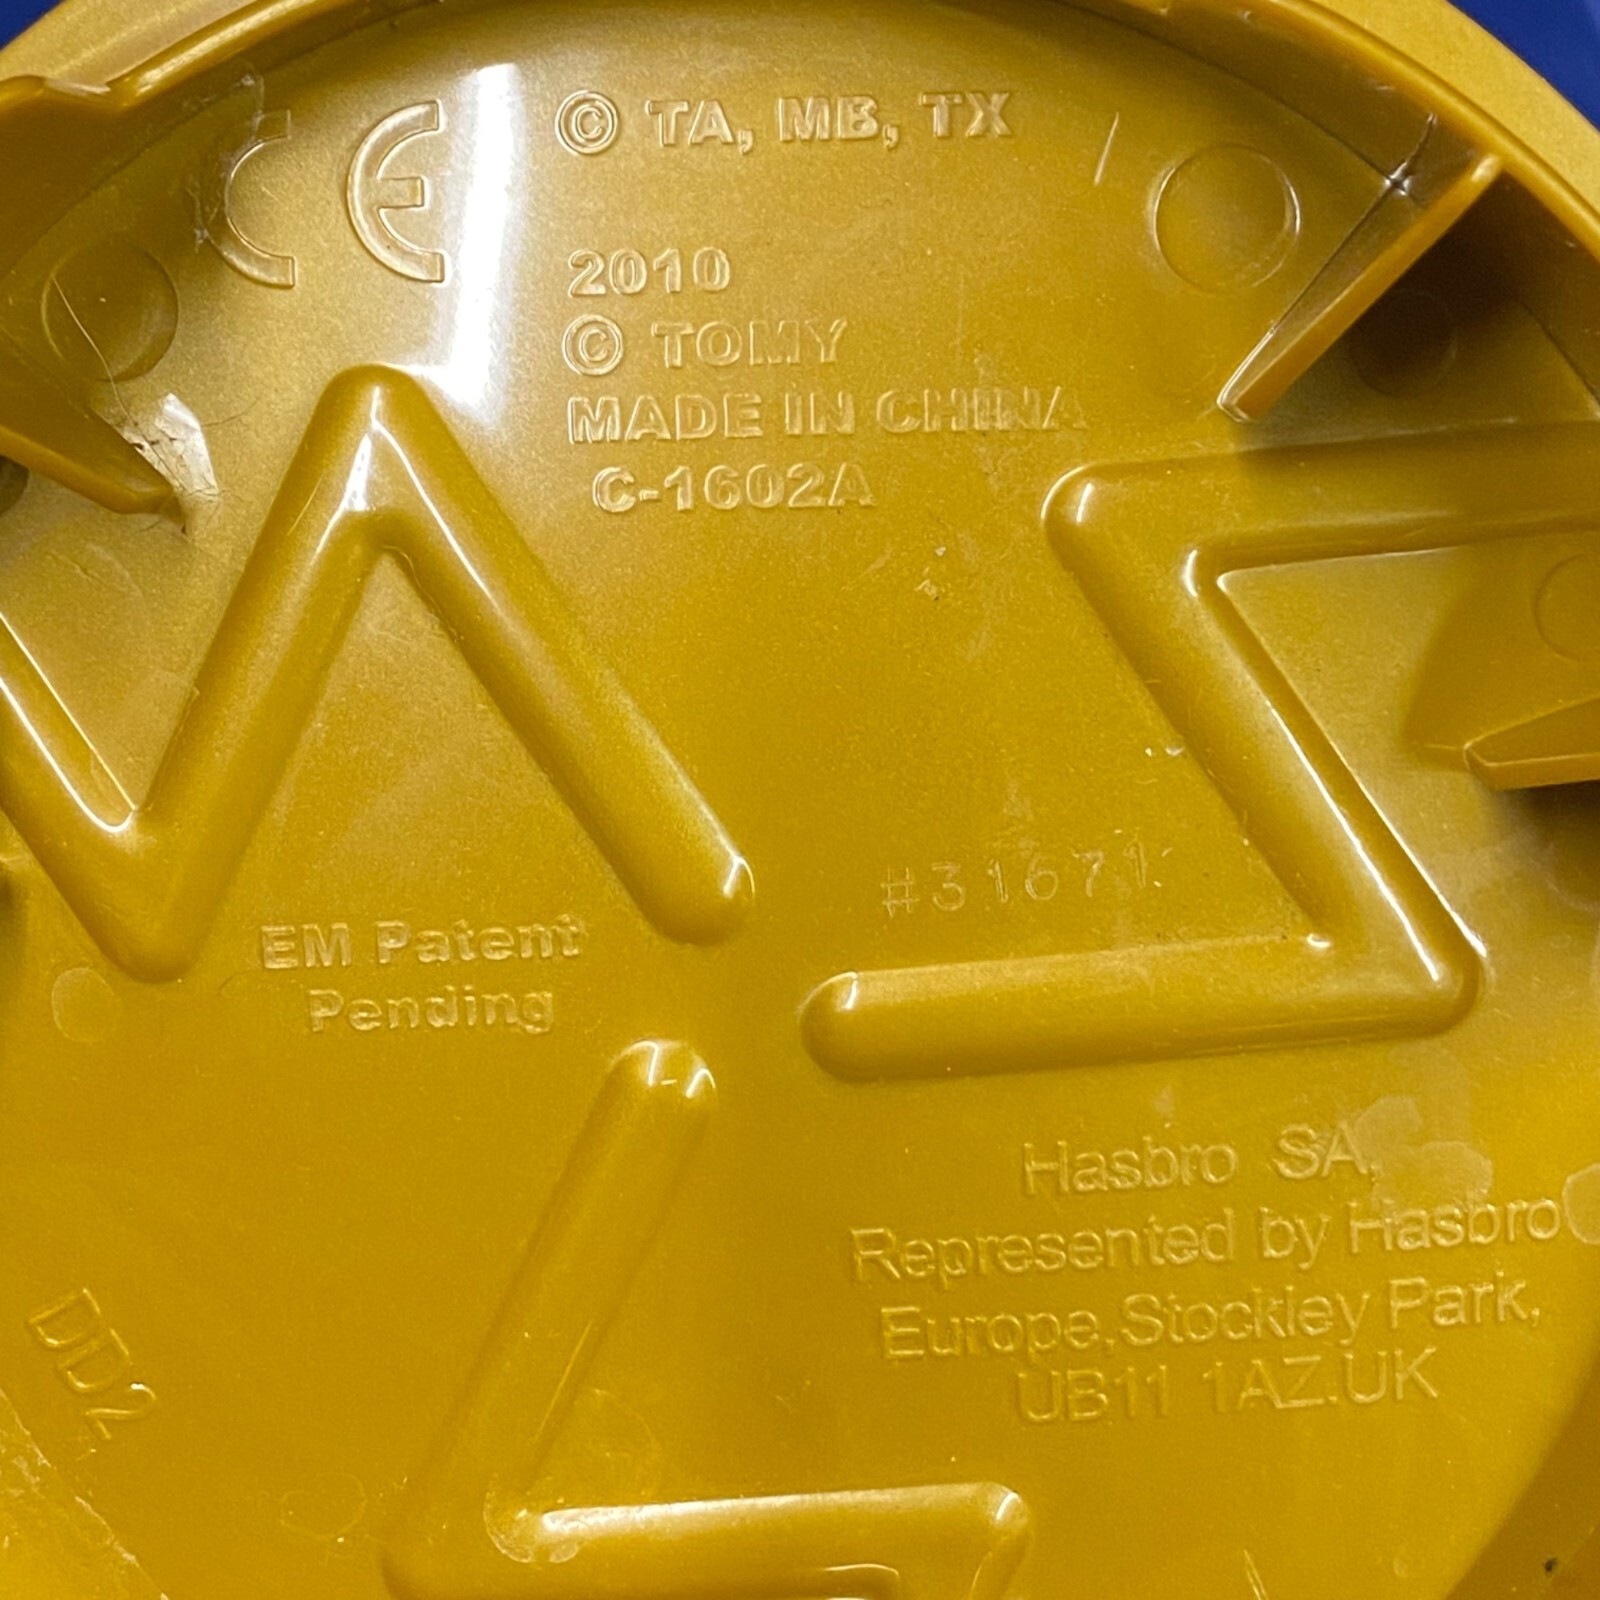 CE
© TA, MB, TX
2010
© TOMY
MADE IN CHINA
C-1602A
#31671
EM Patent
Pending
Hasbro SA,
Represented by Hasbro
Europe,Stockley Park,
UB11 1AZ.UK
DD2